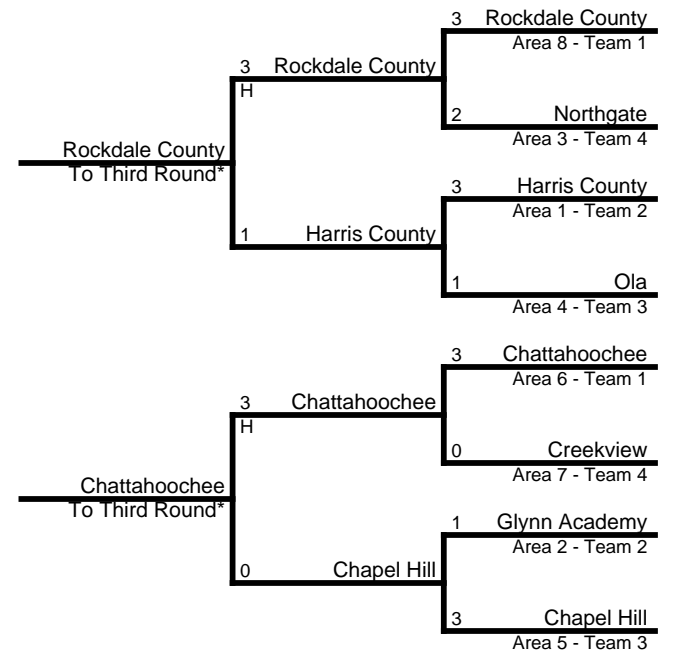 3 Rockdale County
Area 8 - Team 1
3 Rockdale County
H
2 Northgate
Area 3 - Team 4
Rockdale County
To Third Round*
3 Harris County
Area 1 - Team 2
1 Harris County
1 Ola
Area 4 - Team 3
3 Chattahoochee
Area 6 - Team 1
3 Chattahoochee
H
0 Creekview
Area 7 - Team 4
Chattahoochee
To Third Round*
1 Glynn Academy
Area 2 - Team 2
0 Chapel Hill
3 Chapel Hill
Area 5 - Team 3